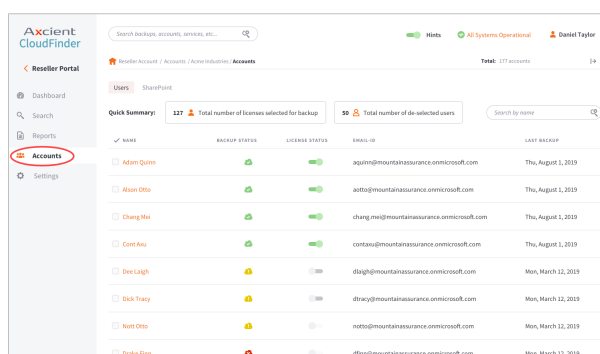 Axcient
CloudFinder
Search backups, accounts, services, etc...
Hints
All Systems Operational
Daniel Taylor
Reseller Portal
Reseller Account / Accounts / Acme Industries / Accounts
Total: 177 accounts
Users SharePoint
Dashboard
Search
Reports
Accounts
Settings
Quick Summary:
127 Total number of licenses selected for backup
50 Total number of de-selected users
Search by name
NAME BACKUP STATUS LICENSE STATUS EMAIL-ID LAST BACKUP
Adam Quinn aquinn@mountainassurance.onmicrosoft.com Thu, August 1, 2019
Alson Otto aotto@mountainassurance.onmicrosoft.com Thu, August 1, 2019
Chang Mei chang.mei@mountainassurance.onmicrosoft.com Thu, August 1, 2019
Cont Axu contaxu@mountainassurance.onmicrosoft.com Thu, August 1, 2019
Dee Laigh dlaigh@mountainassurance.onmicrosoft.com Mon, March 12, 2019
Dick Tracy dtracy@mountainassurance.onmicrosoft.com Mon, March 12, 2019
Nott Otto notto@mountainassurance.onmicrosoft.com Mon, March 12, 2019
Mon, March 12, 2019